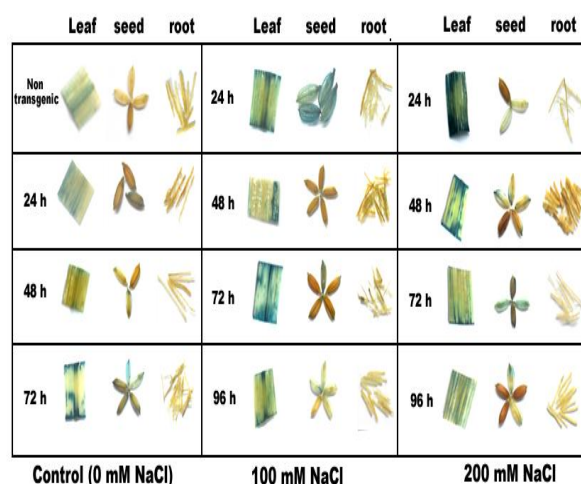 Leaf seed root Leaf seed root Leaf seed root
Non
transgenic
24 h 24 h
24 h 48 h 48 h
48 h 72 h 72 h
72 h 96 h 96 h
Control (0 mM NaCl) 100 mM NaCl 200 mM NaCl